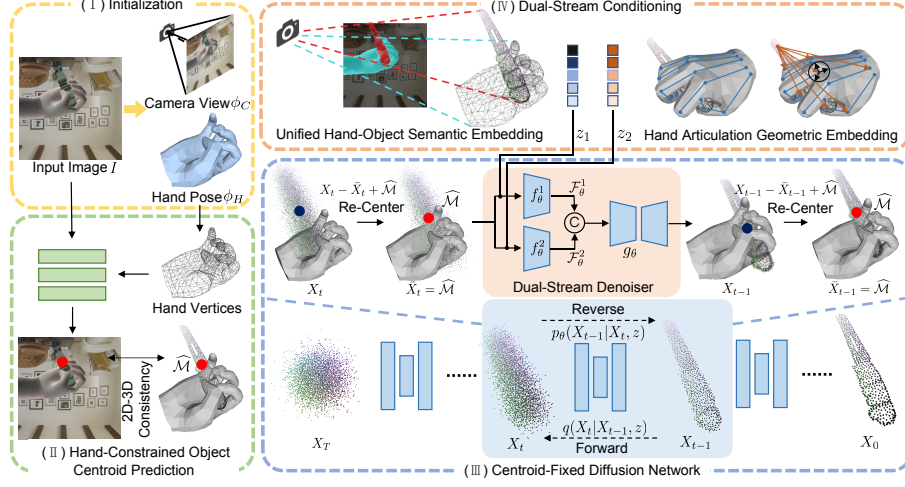 (Ⅰ) Initialization
Camera View ϕ_C
Input Image I
Hand Pose ϕ_H
Hand Vertices
ℳ̂
2D-3D
Consistency
(Ⅱ) Hand-Constrained Object
Centroid Prediction
(Ⅳ) Dual-Stream Conditioning
Unified Hand-Object Semantic Embedding
z_1
z_2
Hand Articulation Geometric Embedding
X_t − X̄_t + ℳ̂
Re-Center
ℳ̂
X_t
X̄_t = ℳ̂
f_θ^1
ℱ_θ^1
C
f_θ^2
ℱ_θ^2
g_θ
Dual-Stream Denoiser
X_{t−1} − X̄_{t−1} + ℳ̂
Re-Center
ℳ̂
X_{t−1}
X̄_{t−1} = ℳ̂
Reverse
p_θ(X_{t−1}|X_t, z)
......
......
q(X_t|X_{t−1}, z)
Forward
X_T
X_t
X_{t−1}
X_0
(Ⅲ) Centroid-Fixed Diffusion Network